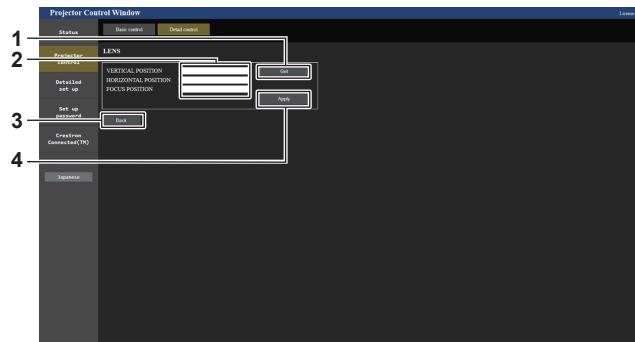 Projector Control Window
License
Status
Basic control
Detail control
1
2
LENS
Projector
control
VERTICAL POSITION
HORIZONTAL POSITION
FOCUS POSITION
Get
Detailed
set up
Apply
Set up
password
3
Back
Crestron
Connected(TM)
4
Japanese